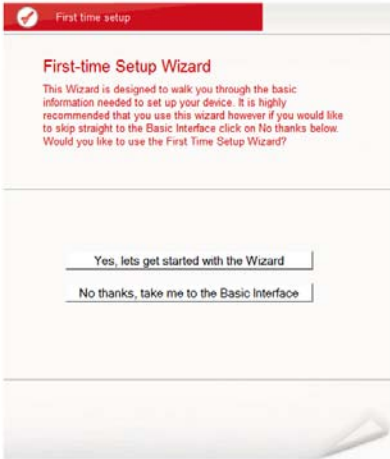 First time setup
First-time Setup Wizard
This Wizard is designed to walk you through the basic
information needed to set up your device. It is highly
recommended that you use this wizard however if you would like
to skip straight to the Basic Interface click on No thanks below.
Would you like to use the First Time Setup Wizard?
Yes, lets get started with the Wizard
No thanks, take me to the Basic Interface